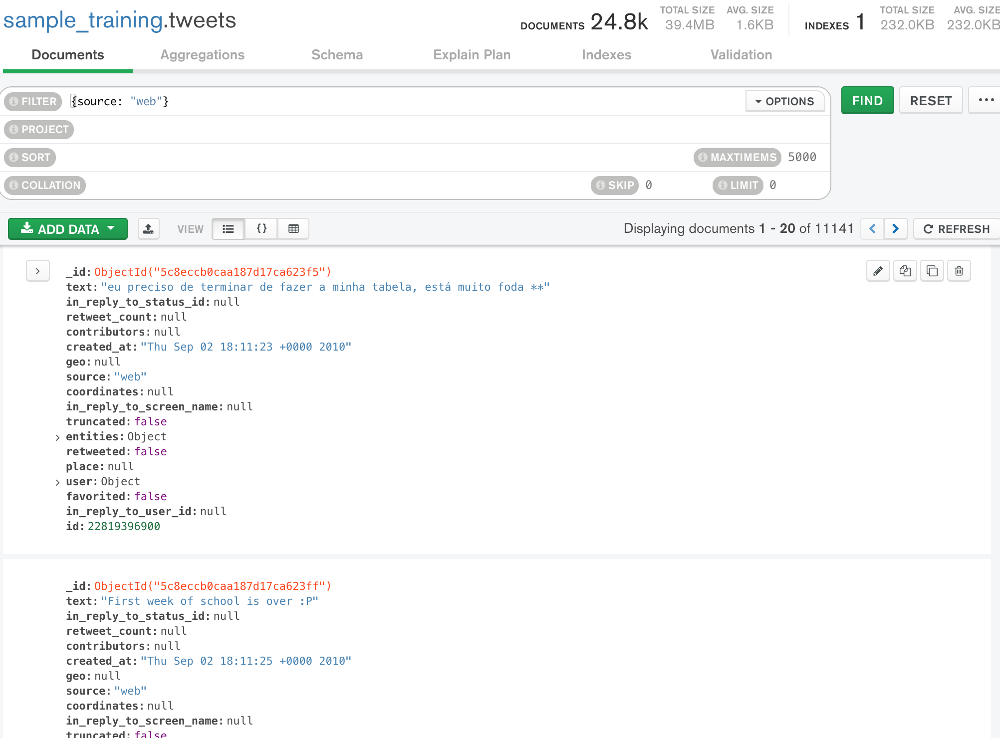 sample_training.tweets
DOCUMENTS 24.8k TOTAL SIZE 39.4MB AVG. SIZE 1.6KB INDEXES 1 TOTAL SIZE 232.0KB AVG. SIZE 232.0KB
Documents Aggregations Schema Explain Plan Indexes Validation
FILTER {source: "web"} OPTIONS FIND RESET ...
PROJECT
SORT MAXTIMEMS 5000
COLLATION SKIP 0 LIMIT 0
ADD DATA VIEW {} Displaying documents 1 - 20 of 11141 REFRESH
_id: ObjectId("5c8eccb0caa187d17ca623f5")
text: "eu preciso de terminar de fazer a minha tabela, está muito foda **"
in_reply_to_status_id: null
retweet_count: null
contributors: null
created_at: "Thu Sep 02 18:11:23 +0000 2010"
geo: null
source: "web"
coordinates: null
in_reply_to_screen_name: null
truncated: false
entities: Object
retweeted: false
place: null
user: Object
favorited: false
in_reply_to_user_id: null
id: 22819396900
_id: ObjectId("5c8eccb0caa187d17ca623ff")
text: "First week of school is over :P"
in_reply_to_status_id: null
retweet_count: null
contributors: null
created_at: "Thu Sep 02 18:11:25 +0000 2010"
geo: null
source: "web"
coordinates: null
in_reply_to_screen_name: null
truncated: false